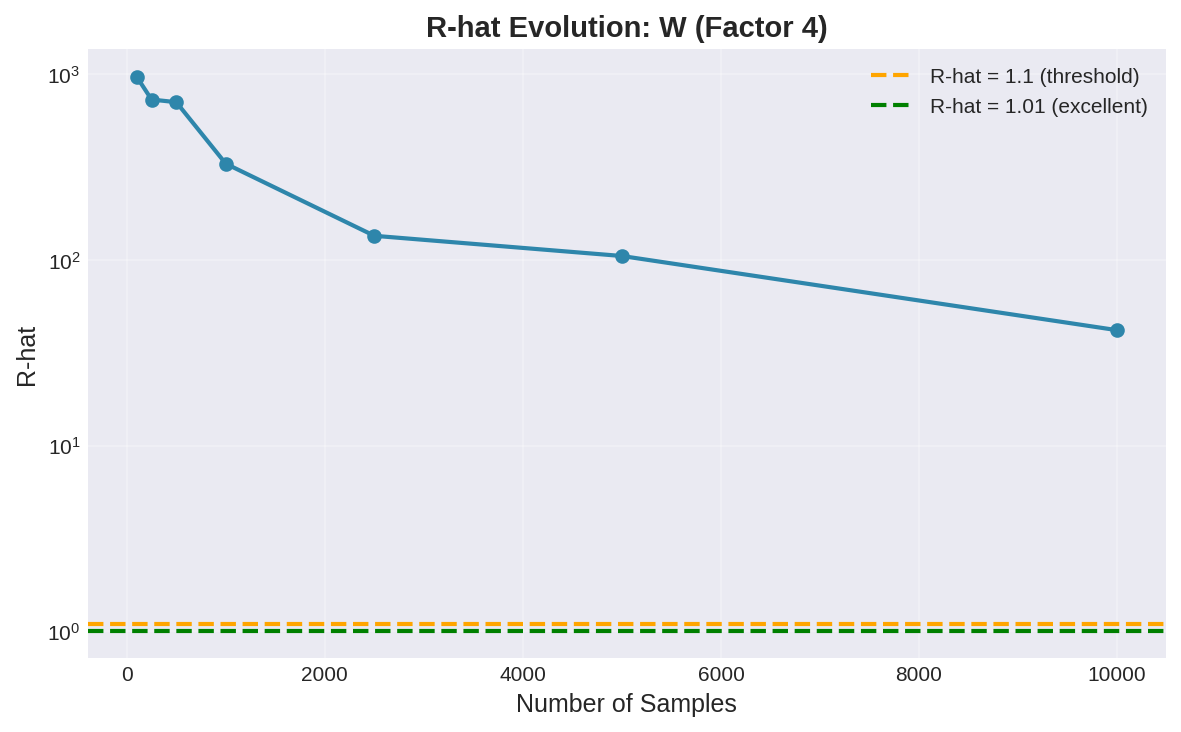 R-hat Evolution: W (Factor 4)
R-hat = 1.1 (threshold)
R-hat = 1.01 (excellent)
R-hat
10³
10²
10¹
10⁰
0 2000 4000 6000 8000 10000
Number of Samples